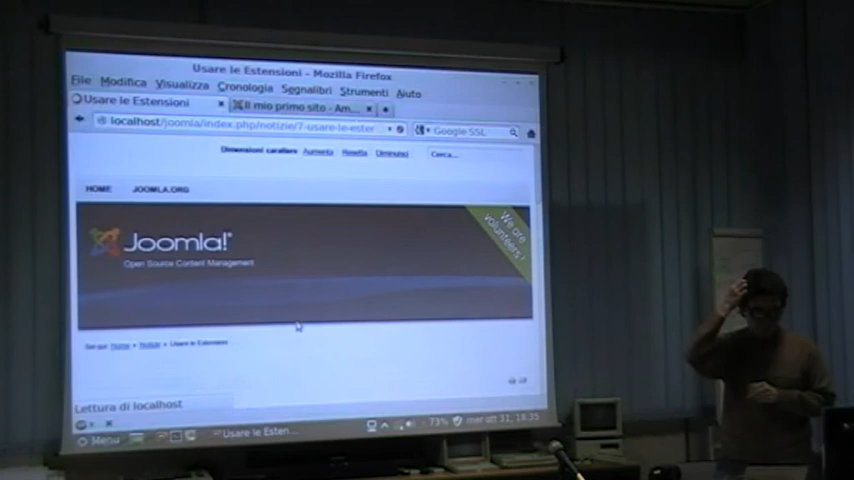 Usare le Estensioni - Mozilla Firefox
File Modifica Visualizza Cronologia Segnalibri Strumenti Aiuto
Usare le Estensioni
Il mio primo sito - Am...
localhost/joomla/index.php/notizie/7-usare-le-ester
Google SSL
Dimensioni carattere Aumenta Resetta Diminuisci
Cerca...
HOME JOOMLA.ORG
Joomla!®
Open Source Content Management
We are
volunteers!
Sei qui: Home Notizie Usare le Estensioni
Lettura di localhost
Menu
Usare le Esten...
73%
mar ott 31, 18:35